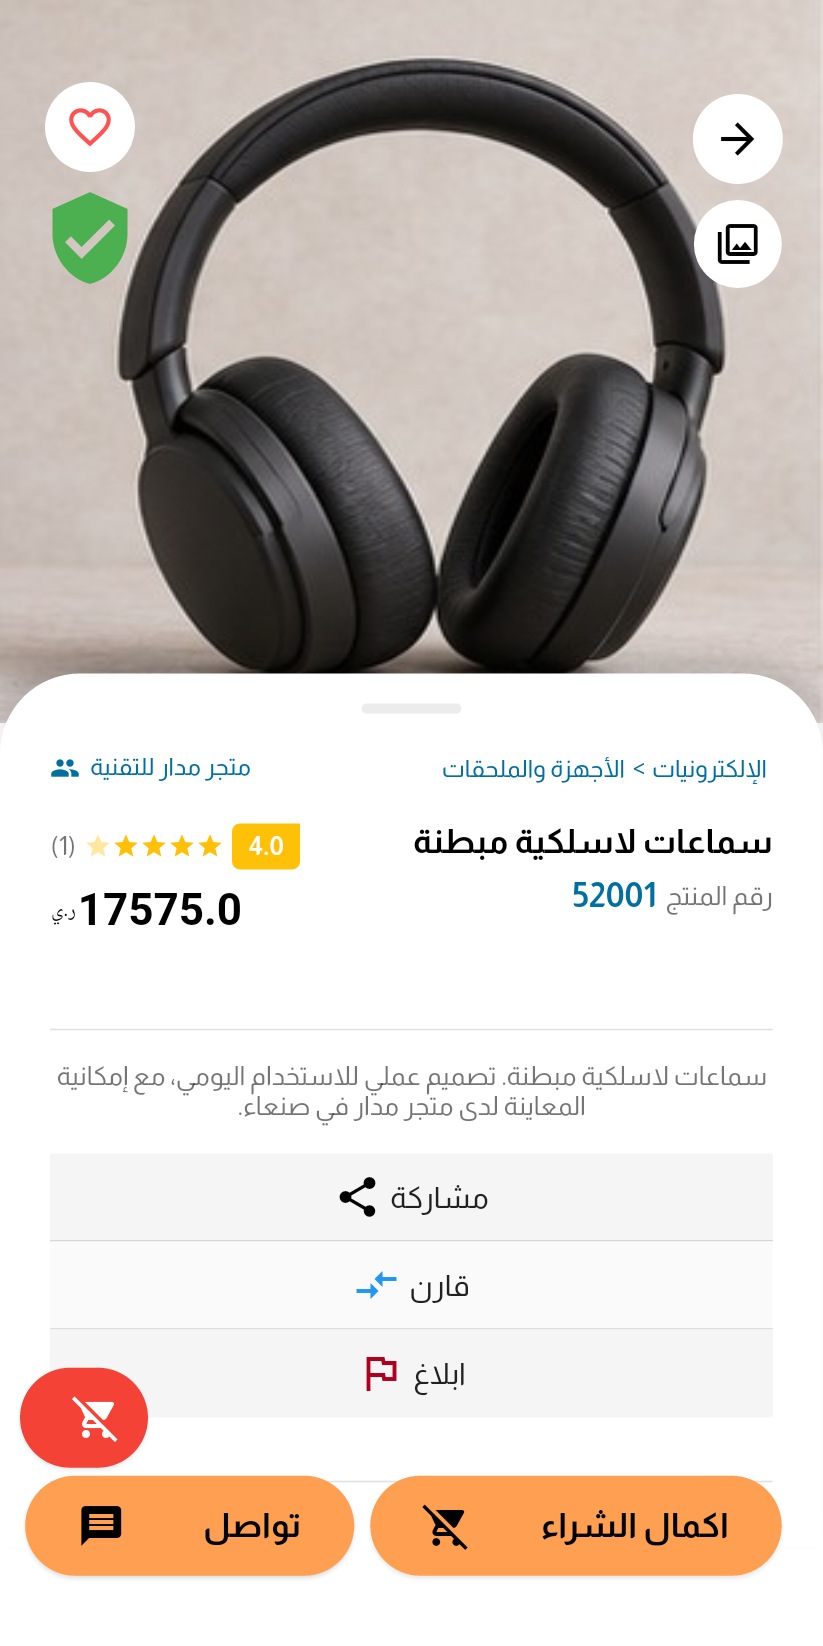 الإلكترونيات > الأجهزة والملحقات
متجر مدار للتقنية
سماعات لاسلكية مبطنة
4.0 (1)
رقم المنتج 52001
17575.0 ر.ي
سماعات لاسلكية مبطنة. تصميم عملي للاستخدام اليومي، مع إمكانية
المعاينة لدى متجر مدار في صنعاء.
مشاركة
قارن
ابلاغ
اكمال الشراء
تواصل